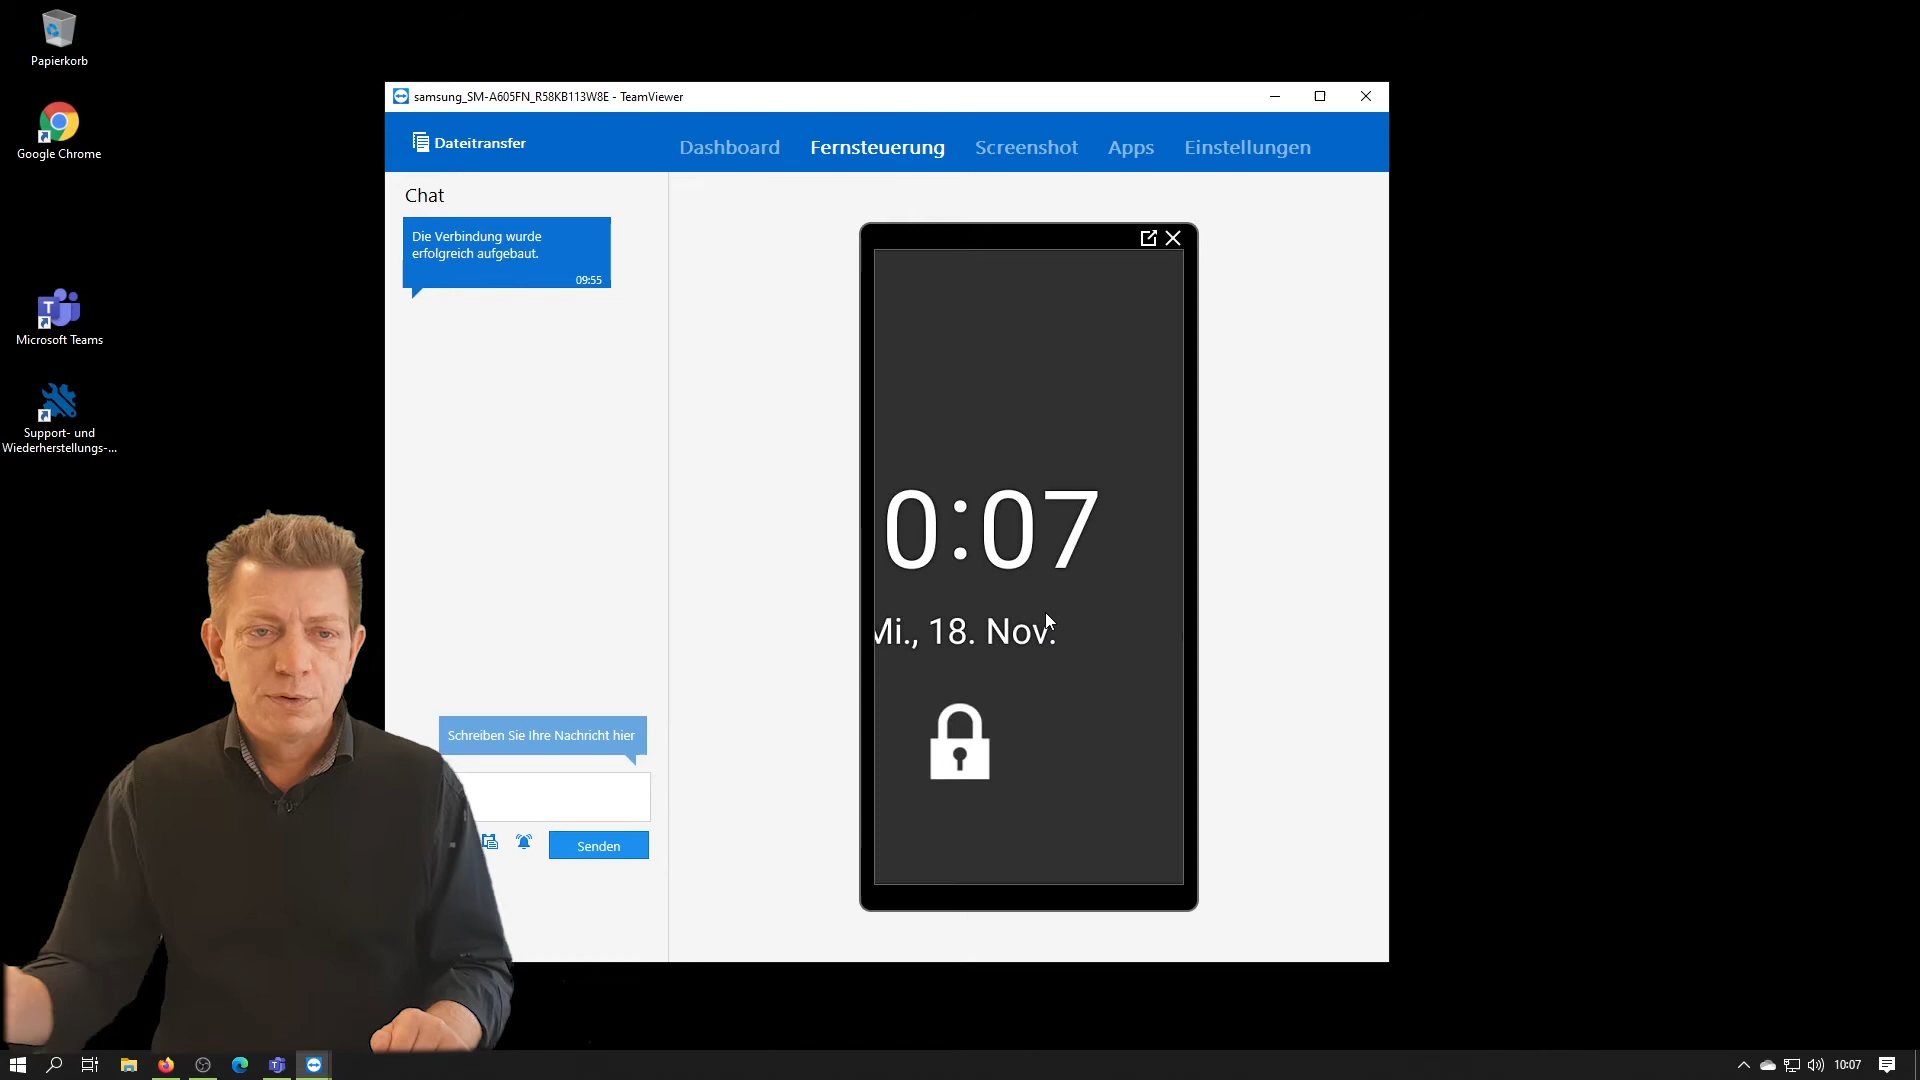 Papierkorb
Google Chrome
Microsoft Teams
Support- und
Wiederherstellungs-...
samsung_SM-A605FN_R58KB113W8E - TeamViewer
Dateitransfer
Dashboard
Fernsteuerung
Screenshot
Apps
Einstellungen
Chat
Die Verbindung wurde
erfolgreich aufgebaut.
09:55
0:07
Mi., 18. Nov.
Schreiben Sie Ihre Nachricht hier
Senden
10:07